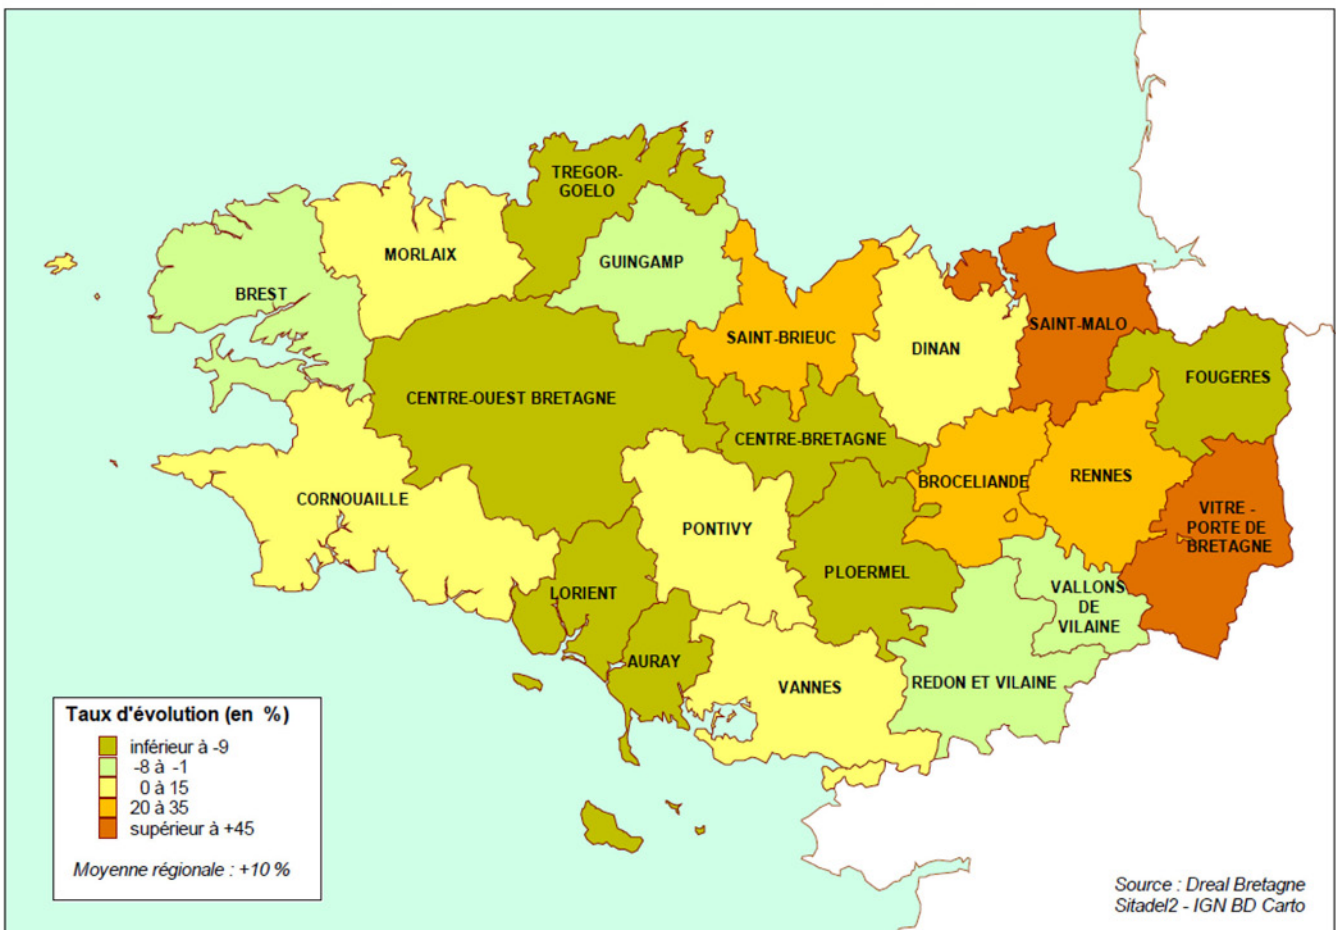 TREGOR-
GOELO
MORLAIX
GUINGAMP
BREST
SAINT-BRIEUC
SAINT-MALO
DINAN
FOUGERES
CENTRE-OUEST BRETAGNE
CENTRE-BRETAGNE
BROCELIANDE
RENNES
CORNOUAILLE
PONTIVY
VITRE -
PORTE DE
BRETAGNE
PLOERMEL
LORIENT
VALLONS
DE
VILAINE
AURAY
VANNES
REDON ET VILAINE
Taux d'évolution (en %)
inférieur à -9
-8 à -1
0 à 15
20 à 35
supérieur à +45
Moyenne régionale : +10 %
Source : Dreal Bretagne
Sitadel2 - IGN BD Carto